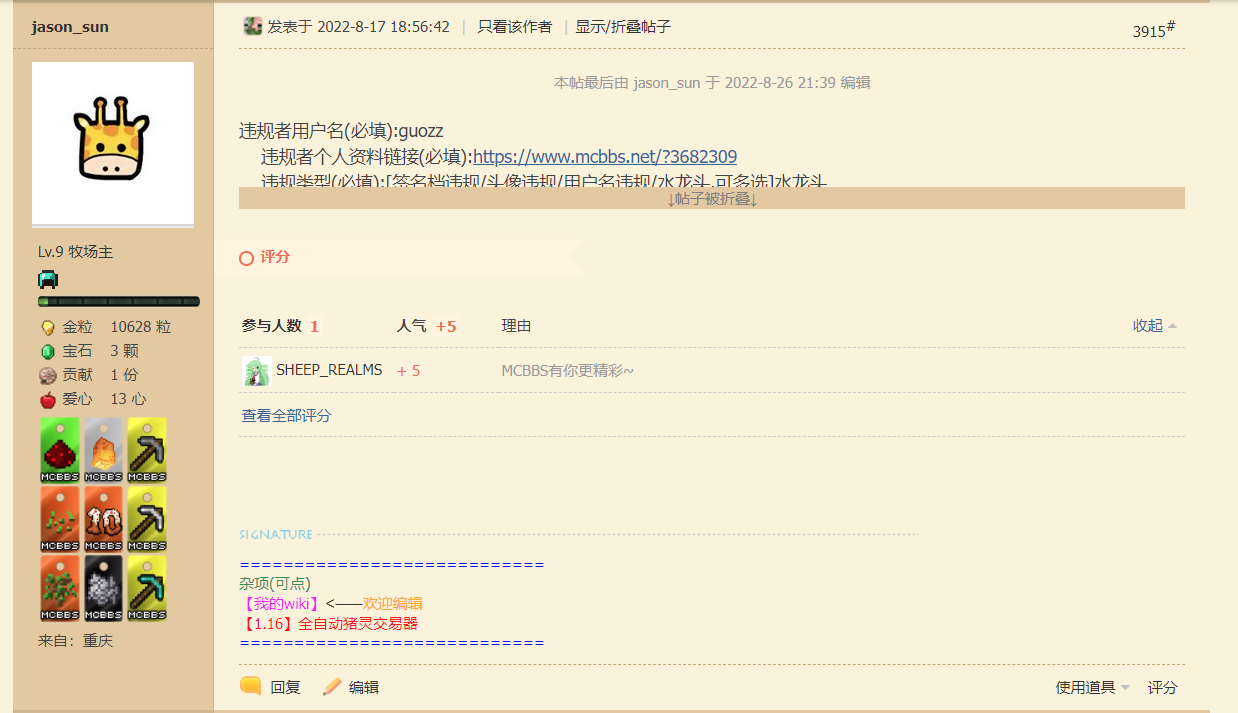 jason_sun
发表于 2022-8-17 18:56:42 | 只看该作者 | 显示/折叠帖子
3915#
本帖最后由 jason_sun 于 2022-8-26 21:39 编辑
违规者用户名(必填):guozz
违规者个人资料链接(必填):https://www.mcbbs.net/?3682309
违规类型(必填):[签名档违规/头像违规/用户名违规/水龙头,可多选]水龙头
↓帖子被折叠↓
Lv.9 牧场主
金粒 10628 粒
宝石 3 颗
贡献 1 份
爱心 13 心
MCBBS MCBBS MCBBS
10
MCBBS MCBBS MCBBS
MCBBS MCBBS MCBBS
来自：重庆
评分
参与人数 1 人气 +5 理由 收起
SHEEP_REALMS + 5 MCBBS有你更精彩~
查看全部评分
SIGNATURE
============================
杂项(可点)
【我的wiki】<——欢迎编辑
【1.16】全自动猪灵交易器
============================
回复 编辑 使用道具 评分